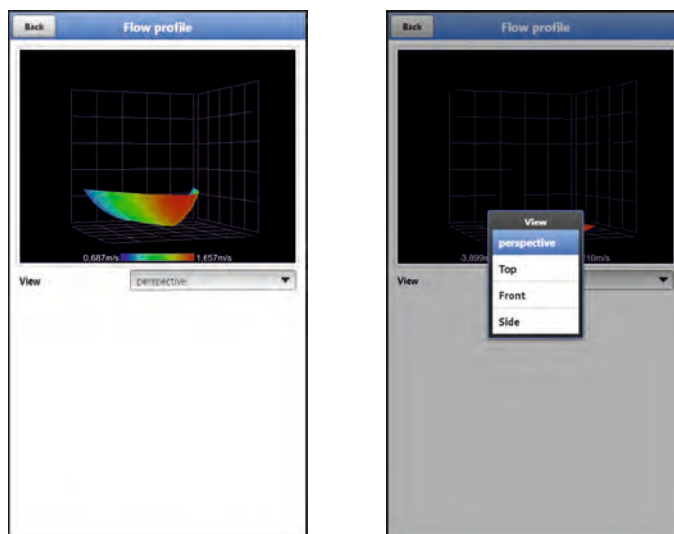 Back
Flow profile
0,687m/s
1,657m/s
View
perspective
Back
Flow profile
View
perspective
Top
Front
Side
-3,899m
10m/s
View